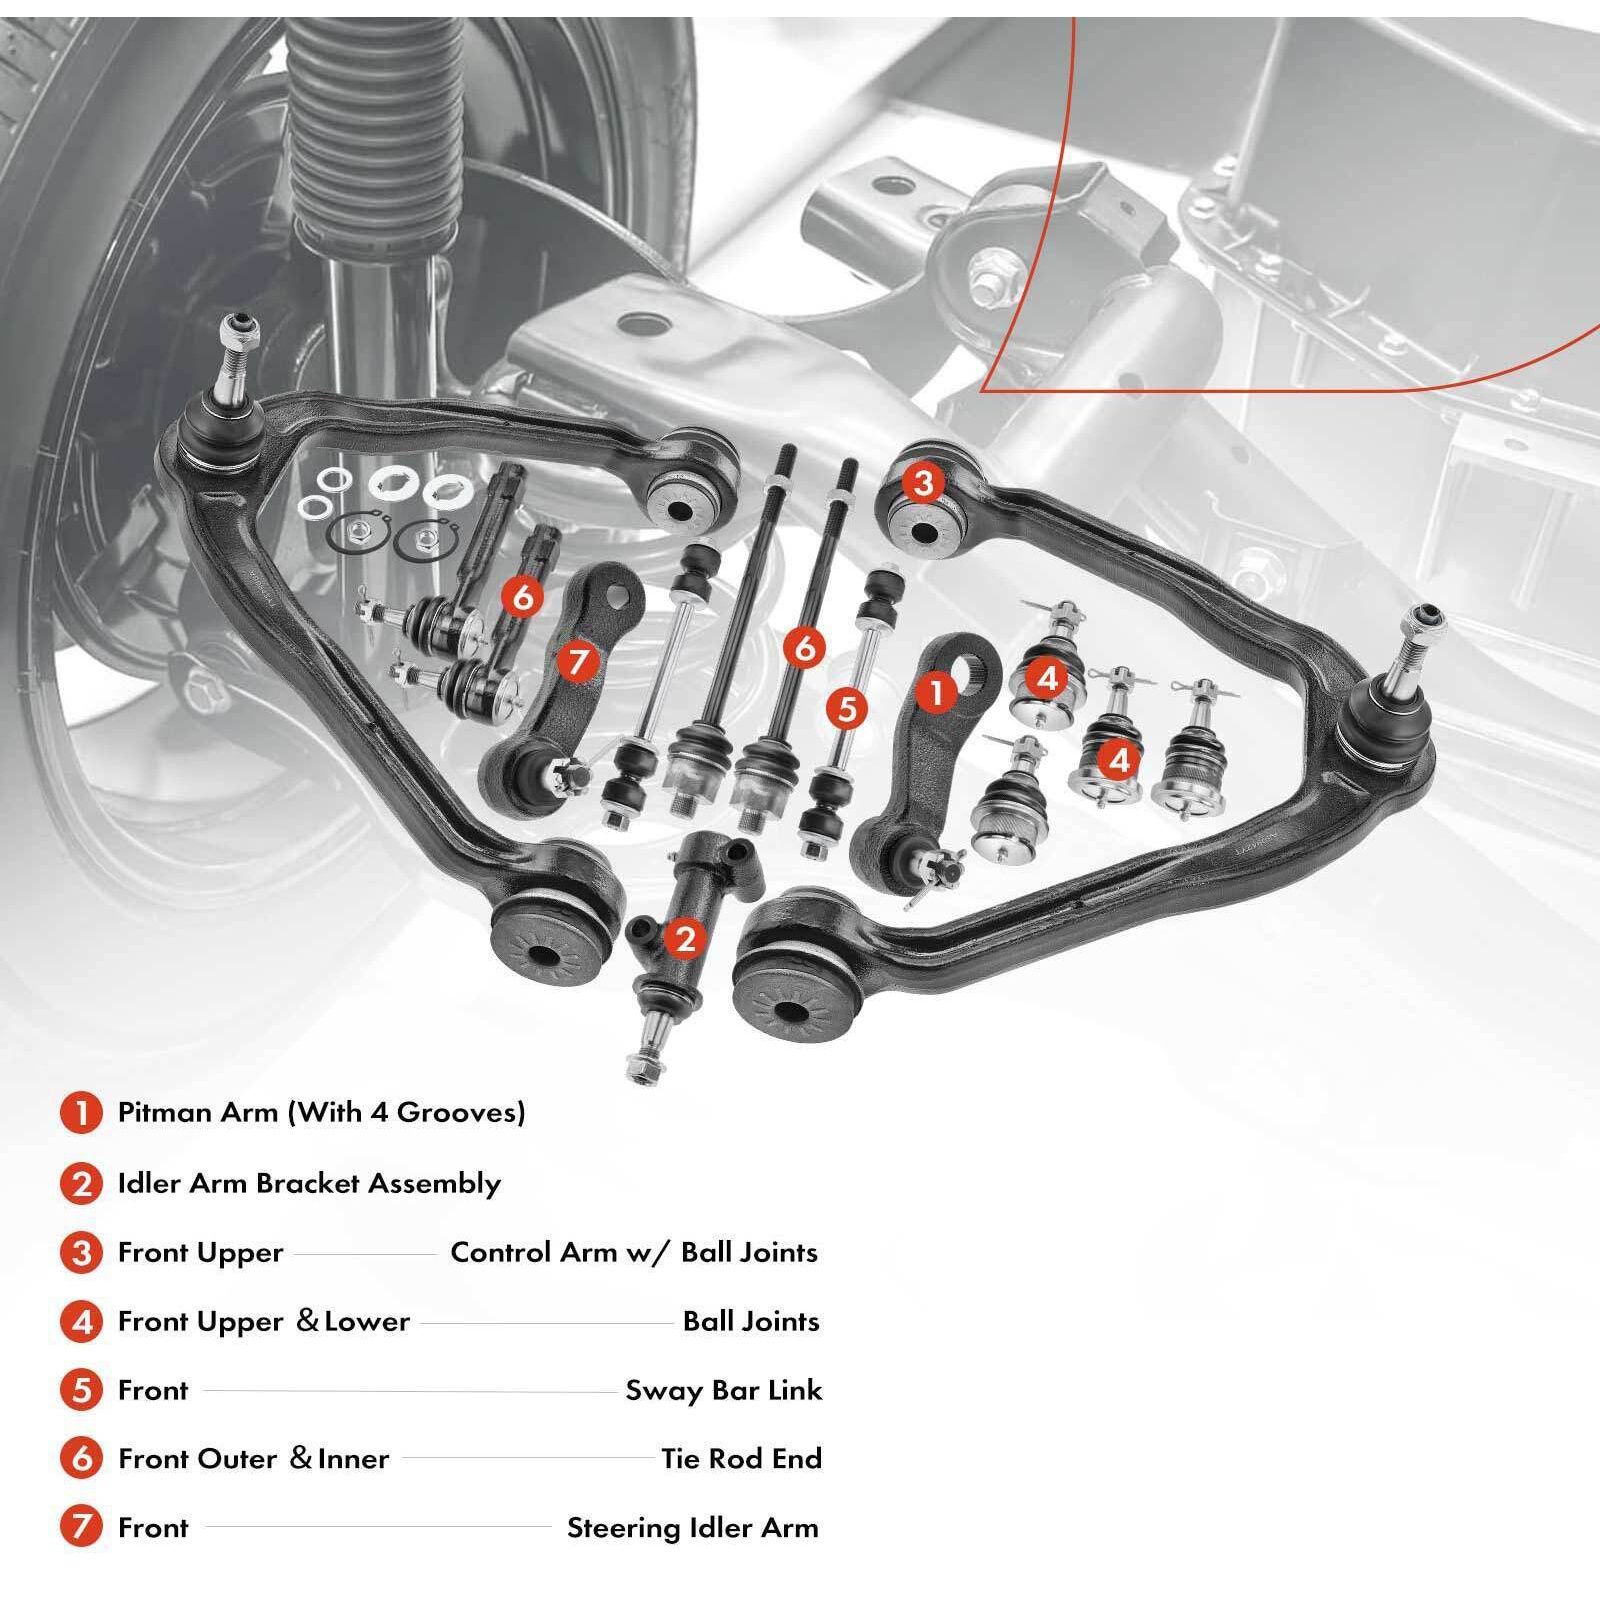 3
6
7
6
5
1
4
4
2
1 Pitman Arm (With 4 Grooves)
2 Idler Arm Bracket Assembly
3 Front Upper Control Arm w/ Ball Joints
4 Front Upper & Lower Ball Joints
5 Front Sway Bar Link
6 Front Outer & Inner Tie Rod End
7 Front Steering Idler Arm